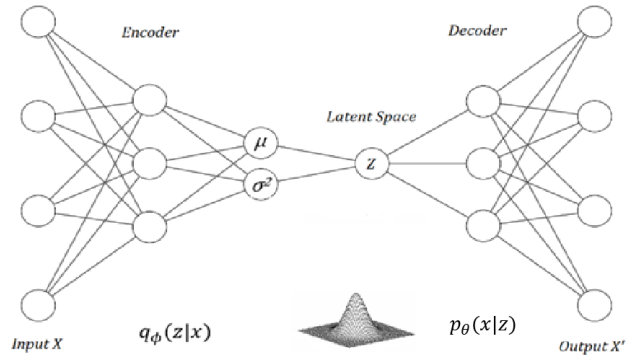 Encoder
Decoder
Latent Space
μ
z
σ²
q_ϕ(z|x)
p_θ(x|z)
Input X
Output X'